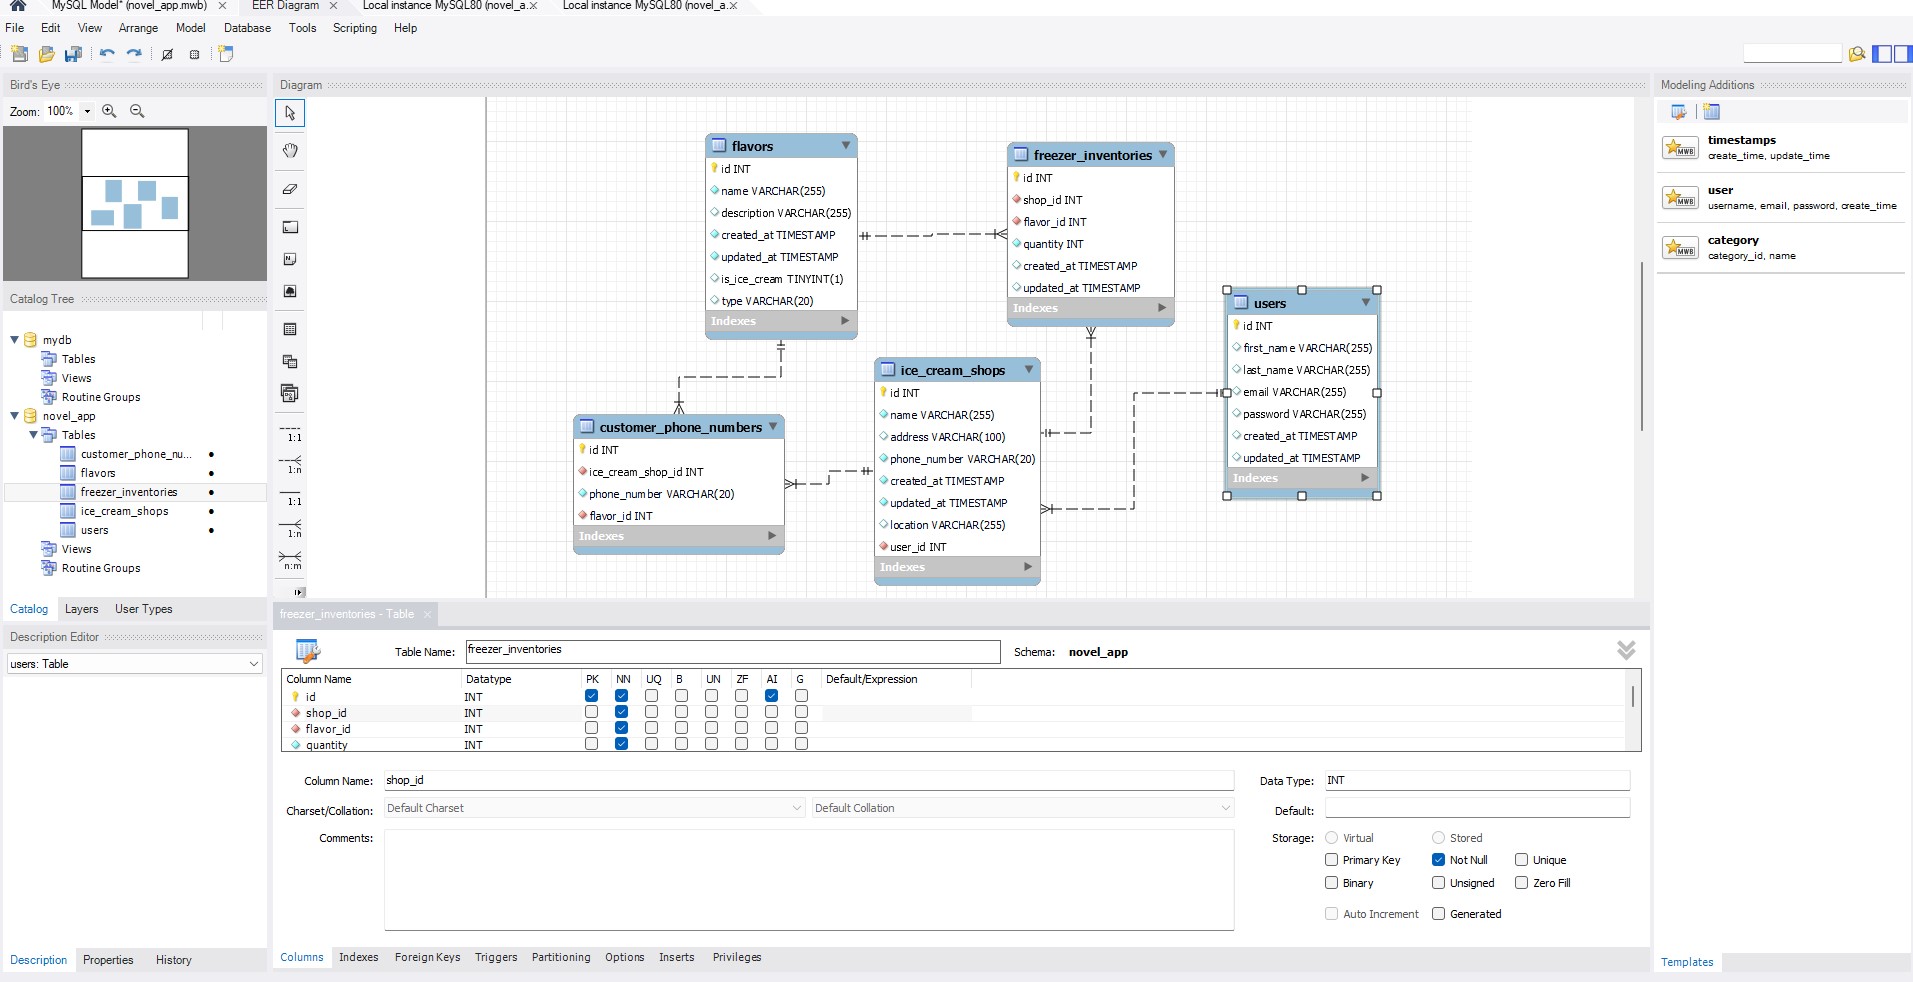 MySQL Model* (novel_app.mwb) ×
EER Diagram ×
Local instance MySQL80 (novel_a...×
Local instance MySQL80 (novel_a...×
File Edit View Arrange Model Database Tools Scripting Help
Bird's Eye
Zoom: 100%
Catalog Tree
mydb
Tables
Views
Routine Groups
novel_app
Tables
customer_phone_nu...
flavors
freezer_inventories
ice_cream_shops
users
Views
Routine Groups
Catalog Layers User Types
Description Editor
users: Table
Description Properties History
Diagram
1:1
1:n
1:1
1:n
n:m
flavors
id INT
name VARCHAR(255)
description VARCHAR(255)
created_at TIMESTAMP
updated_at TIMESTAMP
is_ice_cream TINYINT(1)
type VARCHAR(20)
Indexes
freezer_inventories
id INT
shop_id INT
flavor_id INT
quantity INT
created_at TIMESTAMP
updated_at TIMESTAMP
Indexes
users
id INT
first_name VARCHAR(255)
last_name VARCHAR(255)
email VARCHAR(255)
password VARCHAR(255)
created_at TIMESTAMP
updated_at TIMESTAMP
Indexes
ice_cream_shops
id INT
name VARCHAR(255)
address VARCHAR(100)
phone_number VARCHAR(20)
created_at TIMESTAMP
updated_at TIMESTAMP
location VARCHAR(255)
user_id INT
Indexes
customer_phone_numbers
id INT
ice_cream_shop_id INT
phone_number VARCHAR(20)
flavor_id INT
Indexes
Modeling Additions
MWB timestamps
create_time, update_time
MWB user
username, email, password, create_time
MWB category
category_id, name
Templates
freezer_inventories - Table ×
Table Name: freezer_inventories Schema: novel_app
Column Name Datatype PK NN UQ B UN ZF AI G Default/Expression
id INT
shop_id INT
flavor_id INT
quantity INT
Column Name: shop_id Data Type: INT
Charset/Collation: Default Charset Default Collation Default:
Comments: Storage: Virtual Stored
Primary Key Not Null Unique
Binary Unsigned Zero Fill
Auto Increment Generated
Columns Indexes Foreign Keys Triggers Partitioning Options Inserts Privileges